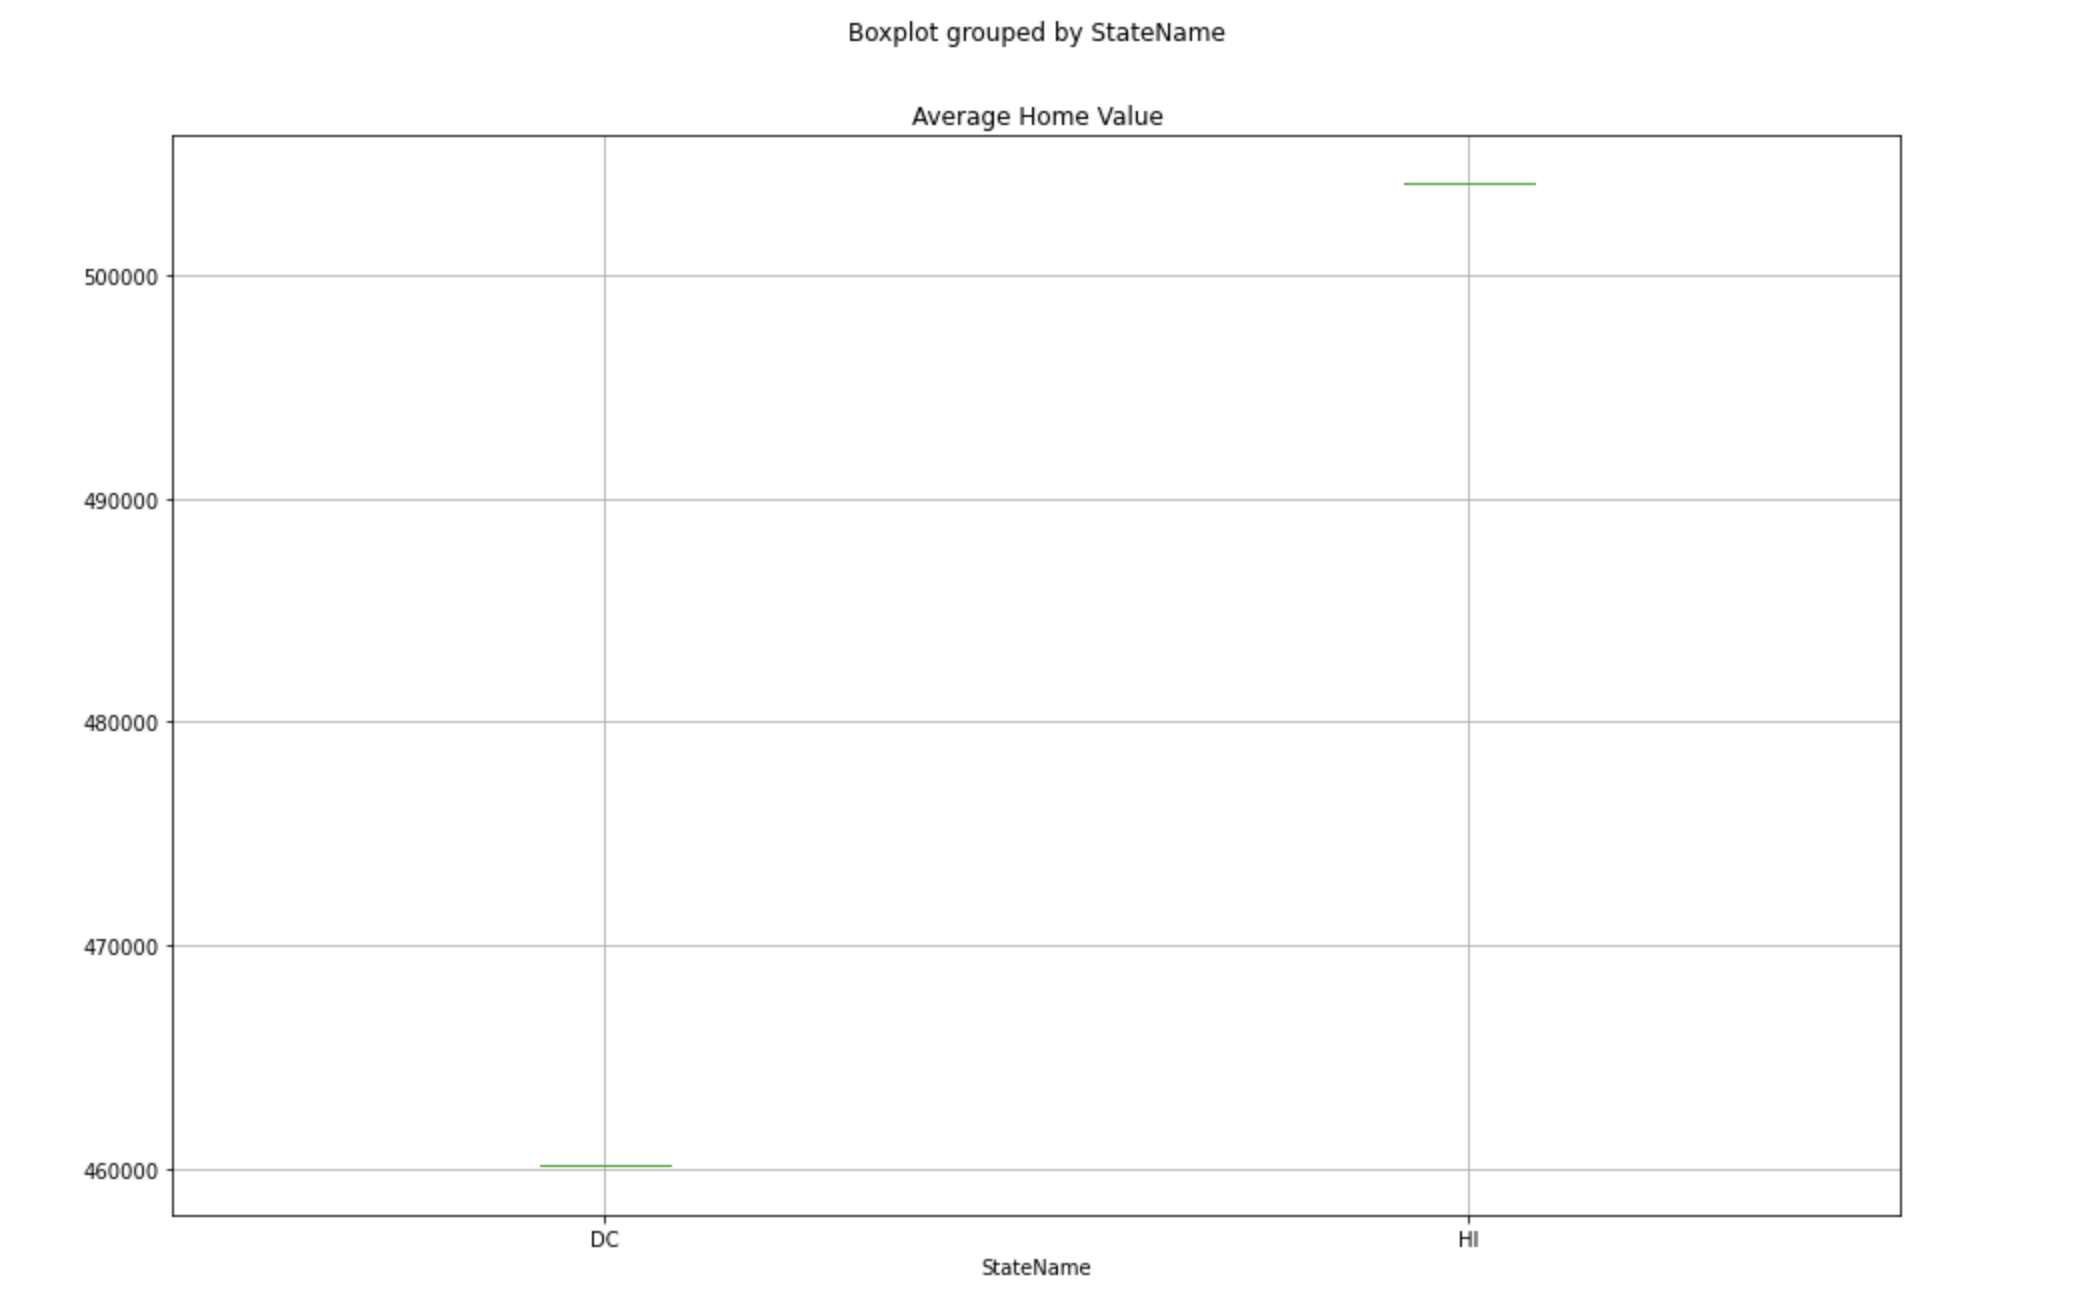 Boxplot grouped by StateName
Average Home Value
500000
490000
480000
470000
460000
DC
HI
StateName